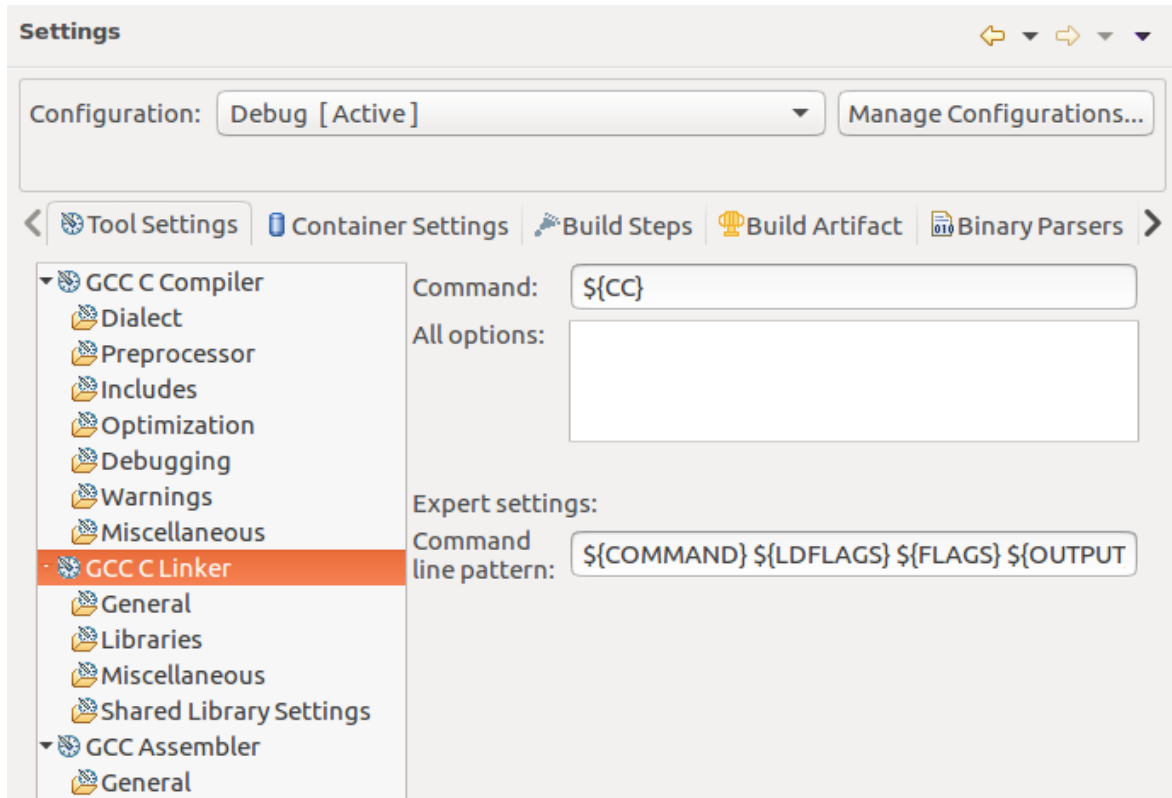 Settings
Configuration: Debug [Active] Manage Configurations...
Tool Settings Container Settings Build Steps Build Artifact Binary Parsers
GCC C Compiler
Dialect
Preprocessor
Includes
Optimization
Debugging
Warnings
Miscellaneous
GCC C Linker
General
Libraries
Miscellaneous
Shared Library Settings
GCC Assembler
General
Command: ${CC}
All options:
Expert settings:
Command
line pattern: ${COMMAND} ${LDFLAGS} ${FLAGS} ${OUTPUT